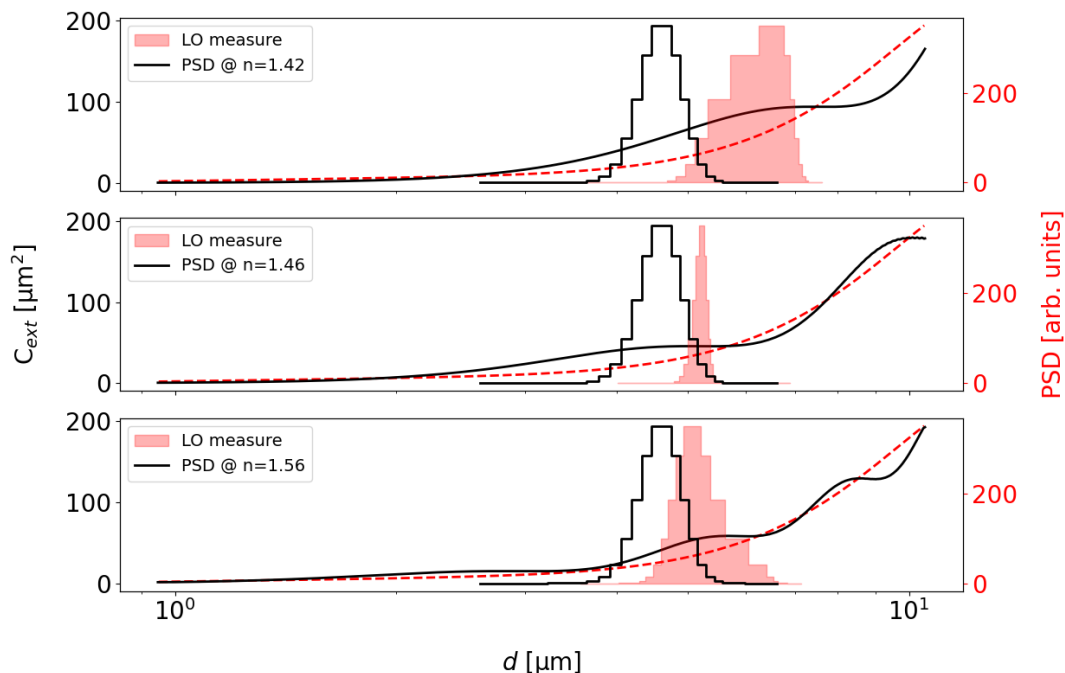 200
100
0
LO measure
PSD @ n=1.42
200
0
200
100
0
LO measure
PSD @ n=1.46
200
0
200
100
0
LO measure
PSD @ n=1.56
200
0
C_ext [µm²]
PSD [arb. units]
10⁰
10¹
d [µm]